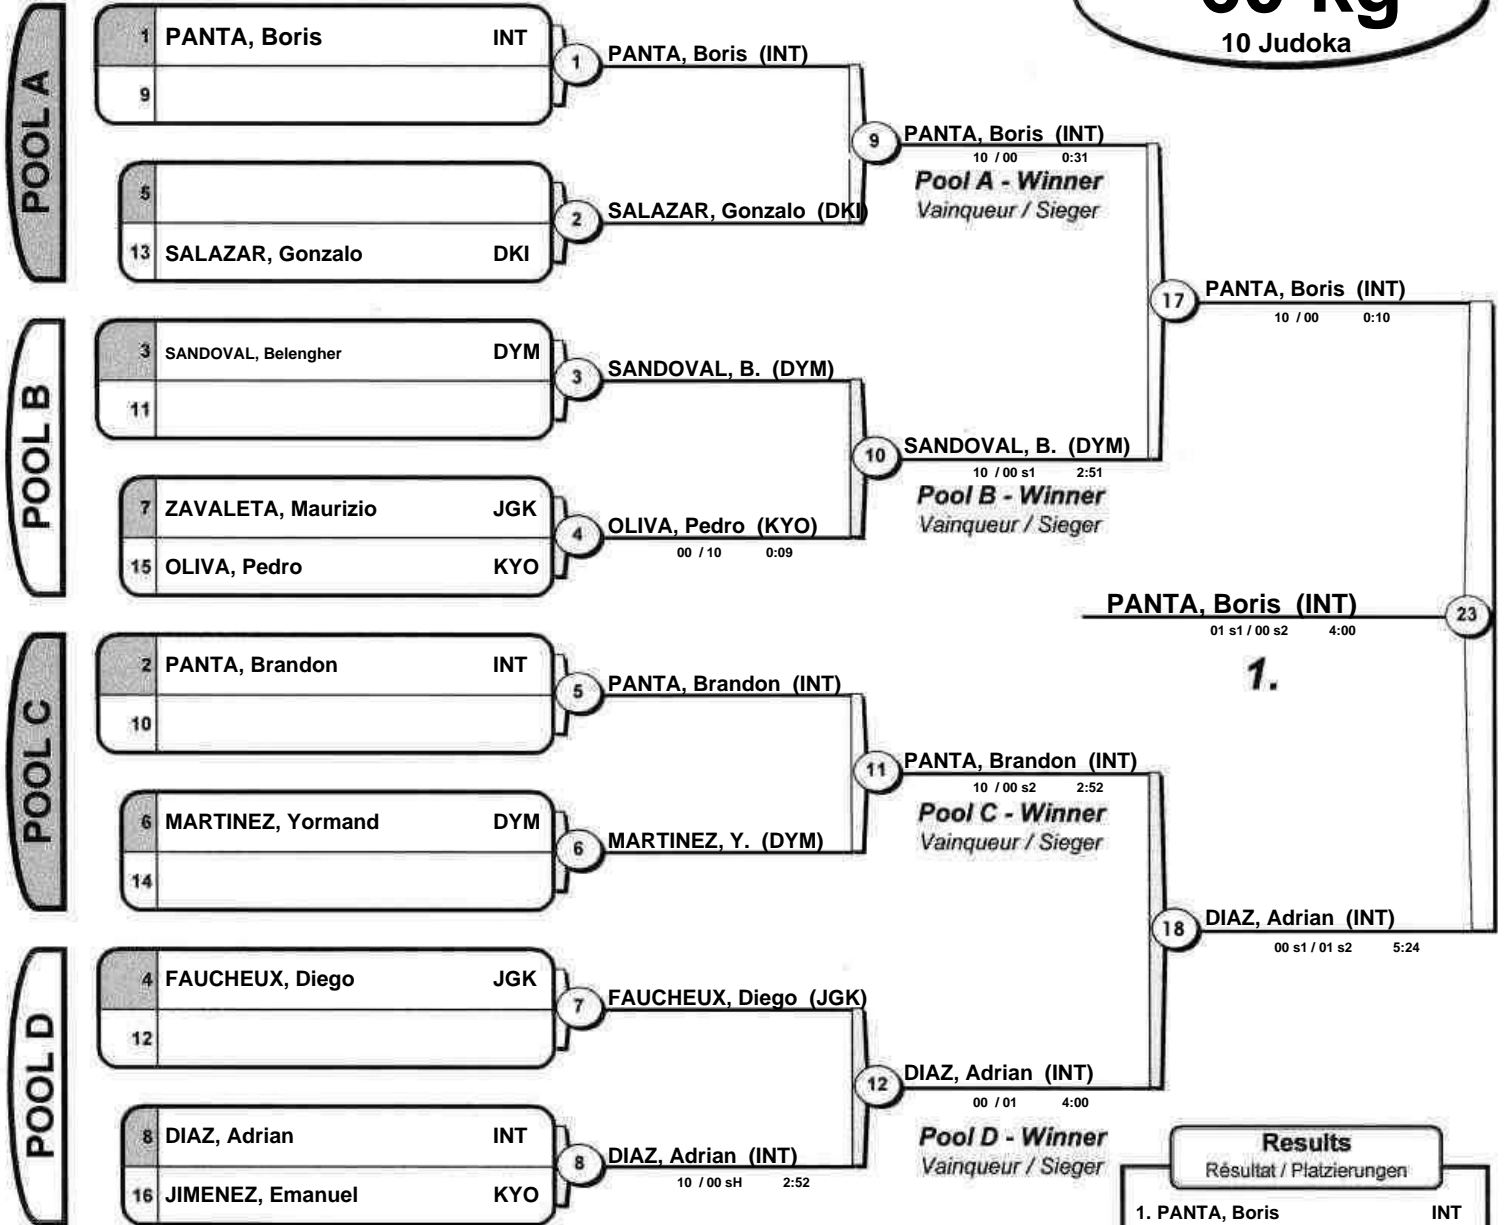 10 Judoka
POOL A
1 PANTA, Boris INT
9
1 PANTA, Boris (INT)
5
13 SALAZAR, Gonzalo DKI
2 SALAZAR, Gonzalo (DKI)
9 PANTA, Boris (INT)
10 / 00 0:31
Pool A - Winner
Vainqueur / Sieger
POOL B
3 SANDOVAL, Belengher DYM
11
3 SANDOVAL, B. (DYM)
7 ZAVALETA, Maurizio JGK
15 OLIVA, Pedro KYO
4 OLIVA, Pedro (KYO)
00 / 10 0:09
10 SANDOVAL, B. (DYM)
10 / 00 s1 2:51
Pool B - Winner
Vainqueur / Sieger
17 PANTA, Boris (INT)
10 / 00 0:10
PANTA, Boris (INT) 23
01 s1 / 00 s2 4:00
1.
POOL C
2 PANTA, Brandon INT
10
5 PANTA, Brandon (INT)
6 MARTINEZ, Yormand DYM
14
6 MARTINEZ, Y. (DYM)
11 PANTA, Brandon (INT)
10 / 00 s2 2:52
Pool C - Winner
Vainqueur / Sieger
18 DIAZ, Adrian (INT)
00 s1 / 01 s2 5:24
POOL D
4 FAUCHEUX, Diego JGK
12
7 FAUCHEUX, Diego (JGK)
8 DIAZ, Adrian INT
16 JIMENEZ, Emanuel KYO
8 DIAZ, Adrian (INT)
10 / 00 sH 2:52
12 DIAZ, Adrian (INT)
00 / 01 4:00
Pool D - Winner
Vainqueur / Sieger
Results
Résultat / Platzierungen
1. PANTA, Boris INT